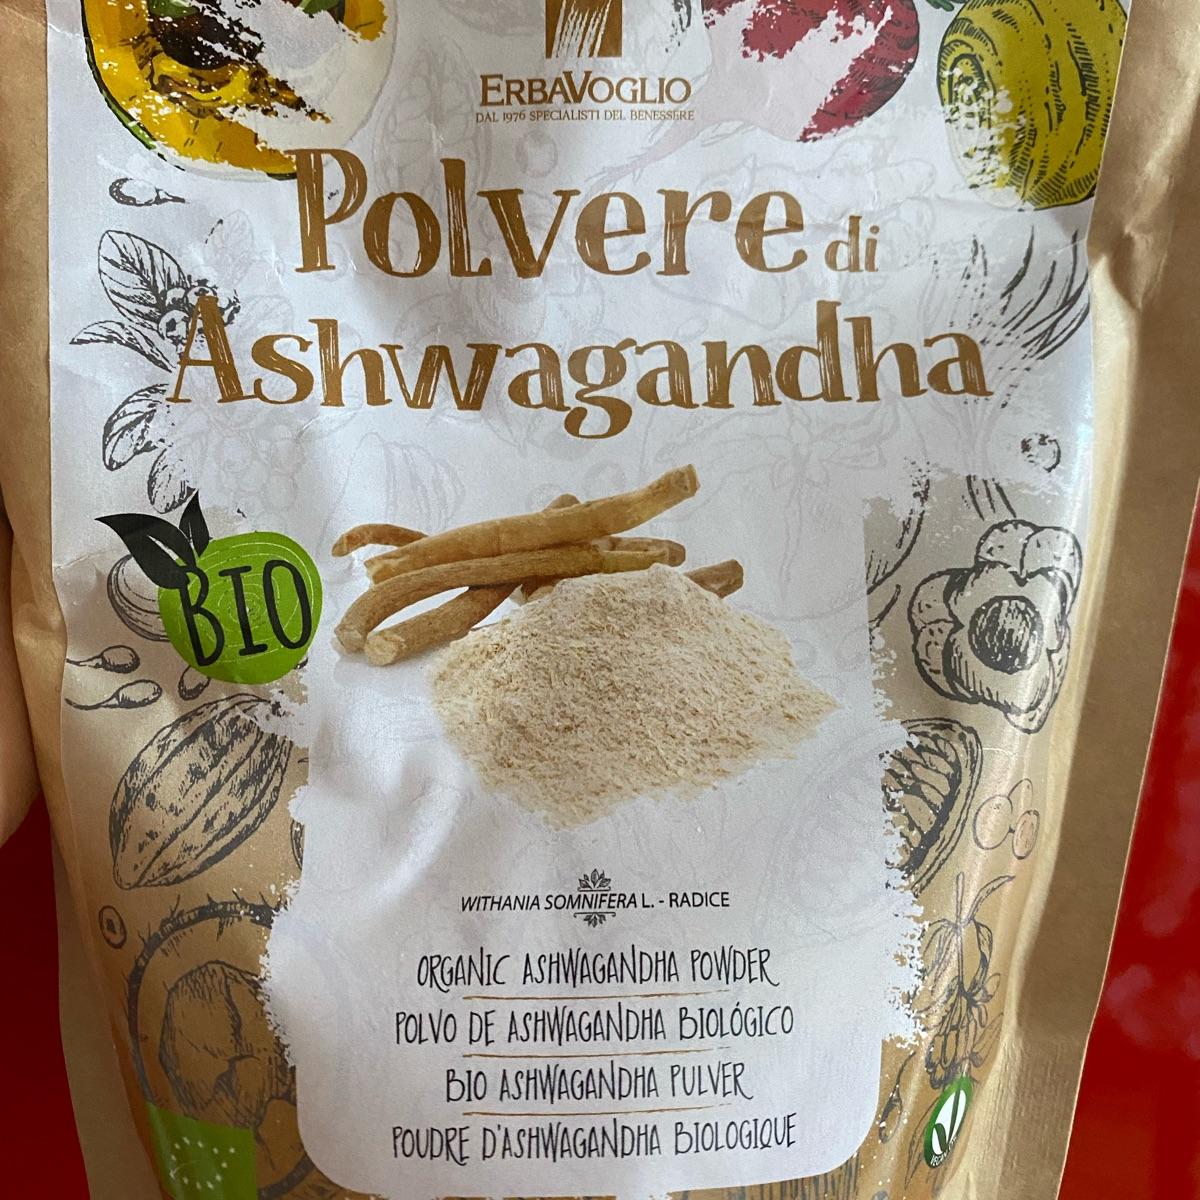 ERBAVOGLIO
DAL 1976 SPECIALISTI DEL BENESSERE
Polvere di
Ashwagandha
BIO
WITHANIA SOMNIFERA L. - RADICE
ORGANIC ASHWAGANDHA POWDER
POLVO DE ASHWAGANDHA BIOLÓGICO
BIO ASHWAGANDHA PULVER
POUDRE D'ASHWAGANDHA BIOLOGIQUE